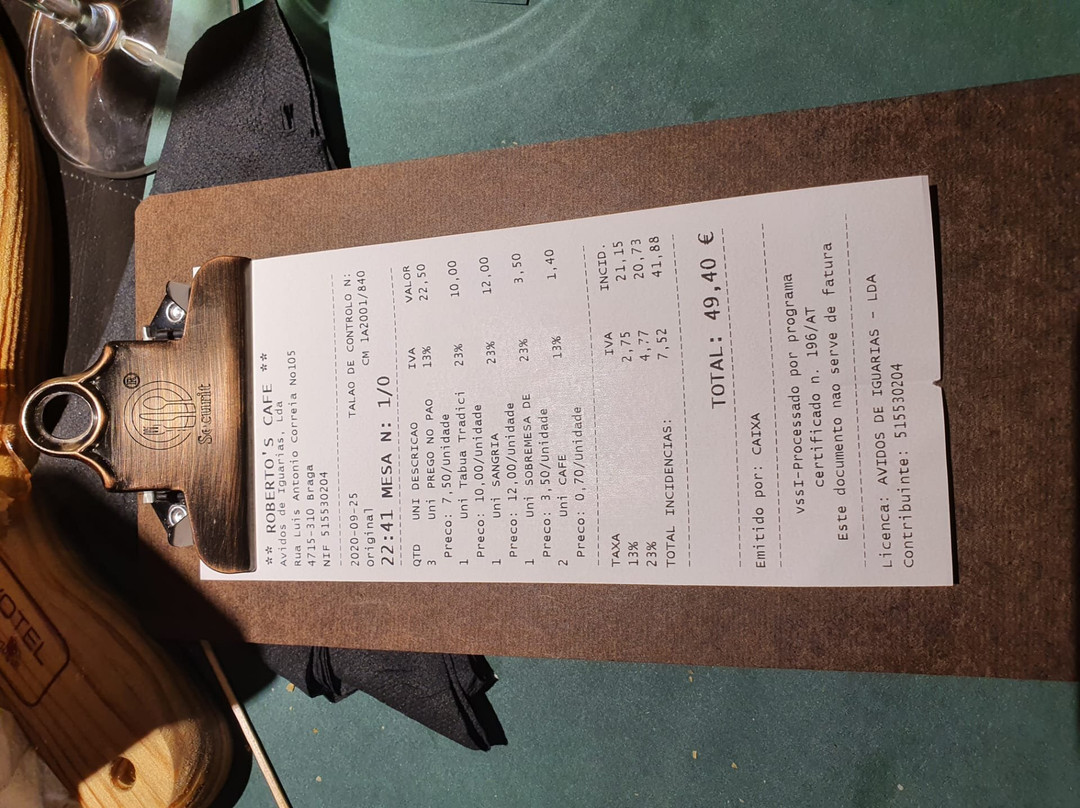 ** ROBERTO'S CAFE **
Avidos de Iguarias, Lda
Rua Luis Antonio Correia No105
4715-310 Braga
NIF 515530204
TALAO DE CONTROLO N:
2020-09-25 CM 1A2001/840
Original
22:41 MESA N: 1/0
QTD UNI DESCRICAO IVA VALOR
3 Uni PREGO NO PAO 13% 22,50
Preco: 7,50/Unidade
1 Uni Tabua Tradici 23% 10,00
Preco: 10,00/Unidade
1 Uni SANGRIA 23% 12,00
Preco: 12,00/Unidade
1 Uni SOBREMESA DE 23% 3,50
Preco: 3,50/Unidade
2 Uni CAFE 13% 1,40
Preco: 0,70/Unidade
TAXA IVA INCID.
13% 2,75 21,15
23% 4,77 20,73
TOTAL INCIDENCIAS: 7,52 41,88
TOTAL: 49,40 €
Emitido por: CAIXA
VssI-Processado por programa
certificado n. 196/AT
Este documento nao serve de fatura
Licenca: AVIDOS DE IGUARIAS - LDA
Contribuinte: 515530204
®